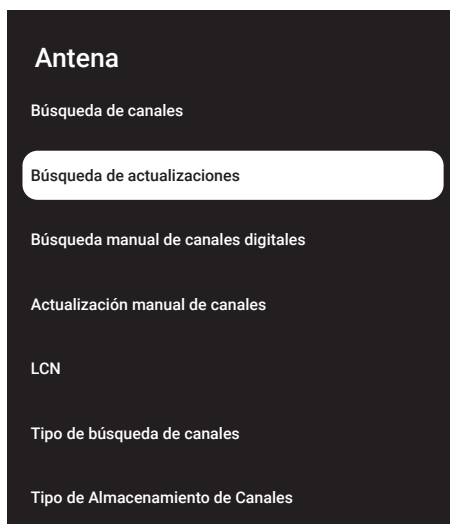 Antena
Búsqueda de canales
Búsqueda de actualizaciones
Búsqueda manual de canales digitales
Actualización manual de canales
LCN
Tipo de búsqueda de canales
Tipo de Almacenamiento de Canales